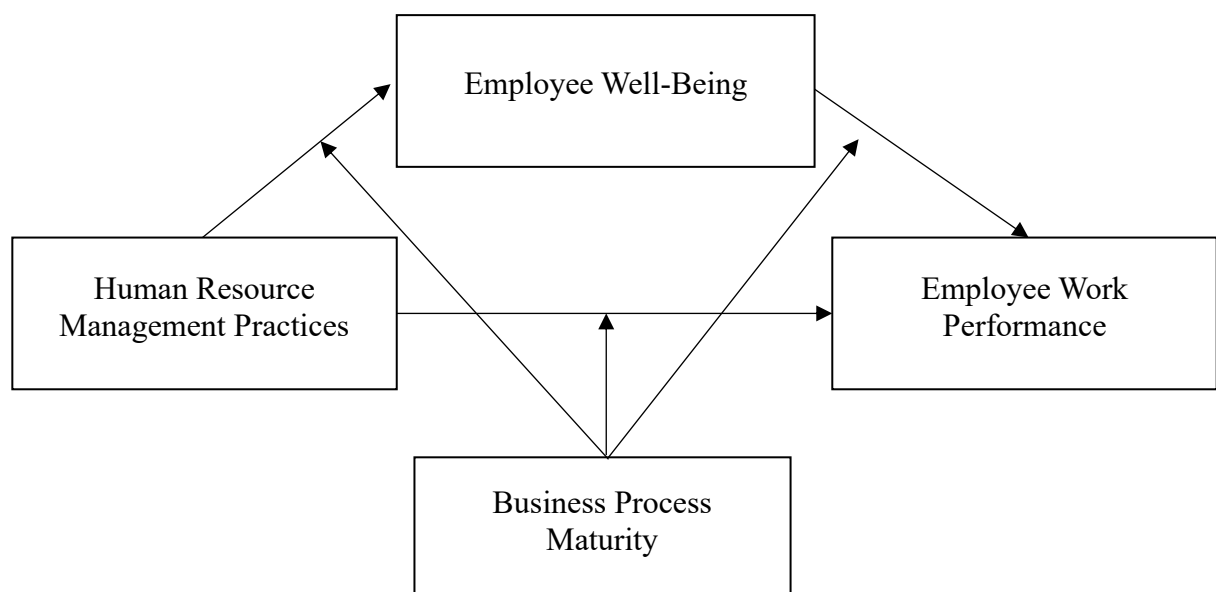 Employee Well-Being
Human Resource
Management Practices
Employee Work
Performance
Business Process
Maturity